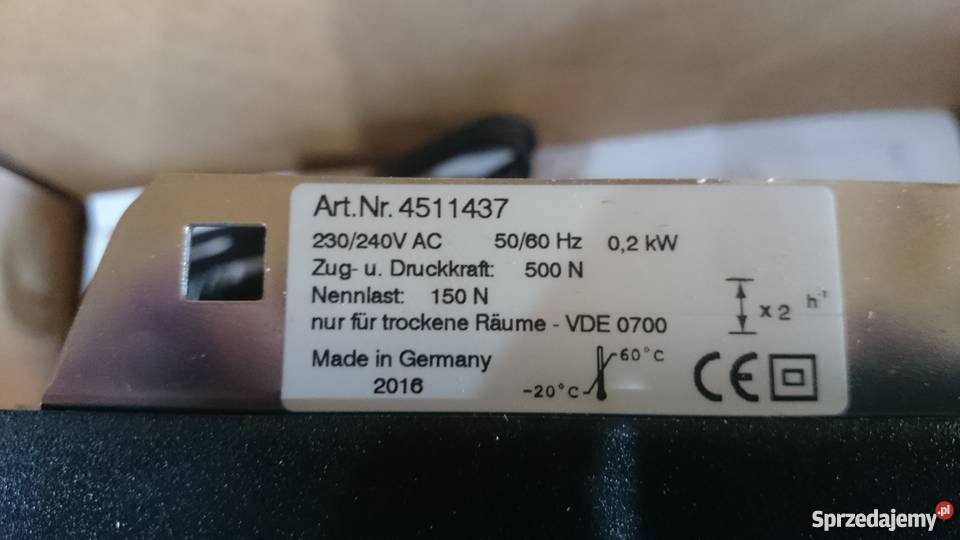 Art.Nr. 4511437
230/240V AC 50/60 Hz 0,2 kW
Zug- u. Druckkraft: 500 N
Nennlast: 150 N
nur für trockene Räume - VDE 0700
x 2 h⁻¹
Made in Germany
2016
-20°C 60°C
CE
Sprzedajemy.pl